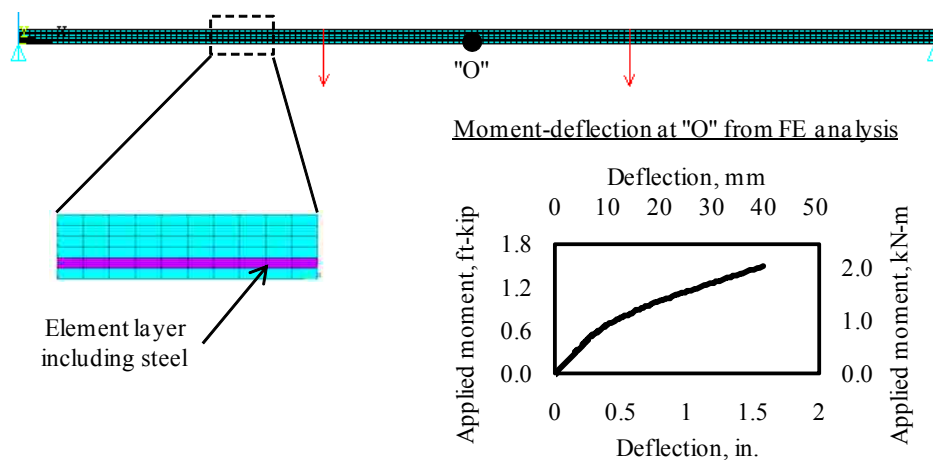 Y X
"O"
Moment-deflection at "O" from FE analysis
Deflection, mm
0 10 20 30 40 50
Applied moment, ft-kip
1.8
1.2
0.6
0.0
Applied moment, kN-m
2.0
1.0
0.0
0 0.5 1 1.5 2
Deflection, in.
Element layer
including steel